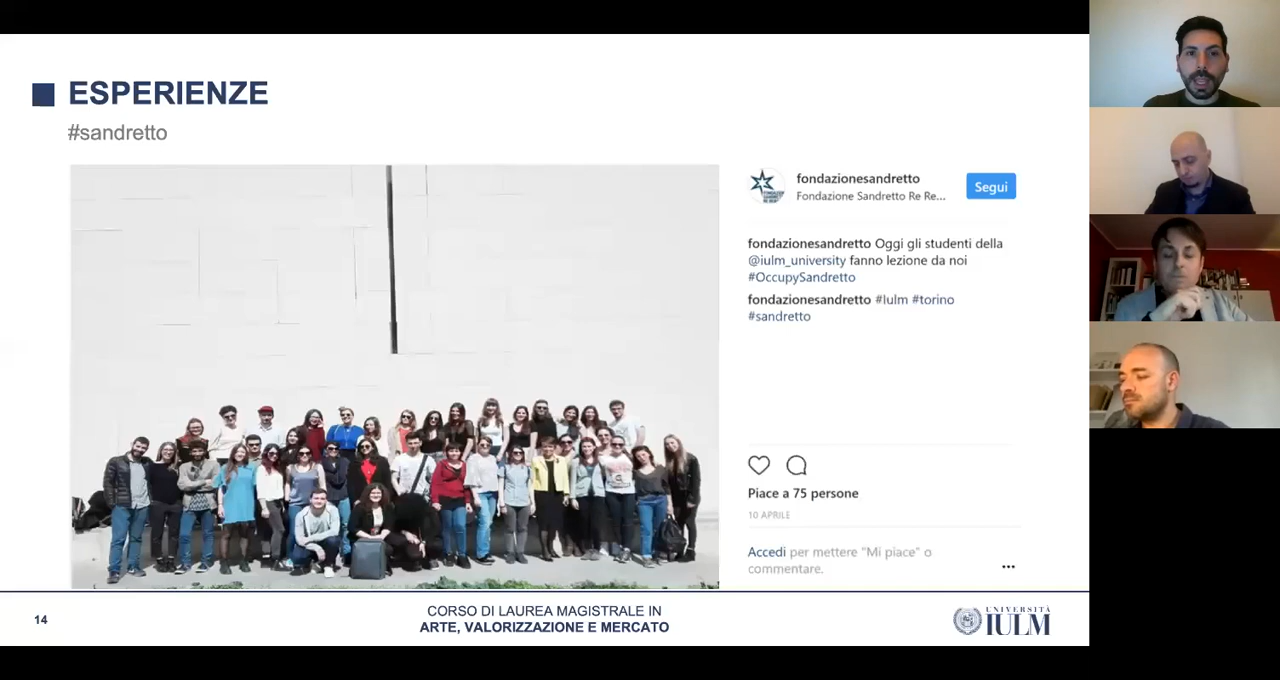 ESPERIENZE
#sandretto
fondazionesandretto
Fondazione Sandretto Re Re...
Segui
fondazionesandretto Oggi gli studenti della
@iulm_university fanno lezione da noi
#OccupySandretto
fondazionesandretto #Iulm #torino
#sandretto
Piace a 75 persone
10 APRILE
Accedi per mettere "Mi piace" o
commentare.
14
CORSO DI LAUREA MAGISTRALE IN
ARTE, VALORIZZAZIONE E MERCATO
UNIVERSITÀ
IULM